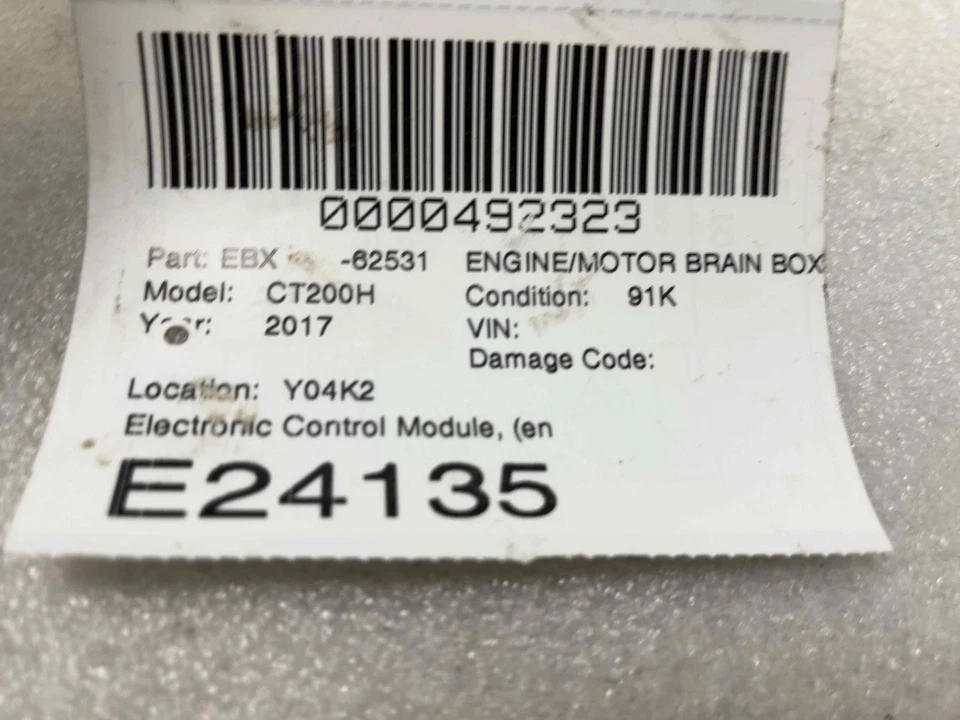 0000492323
Part: EBX -62531 ENGINE/MOTOR BRAIN BOX
Model: CT200H Condition: 91K
Year: 2017 VIN:
Damage Code:
Location: Y04K2
Electronic Control Module, (en
E24135